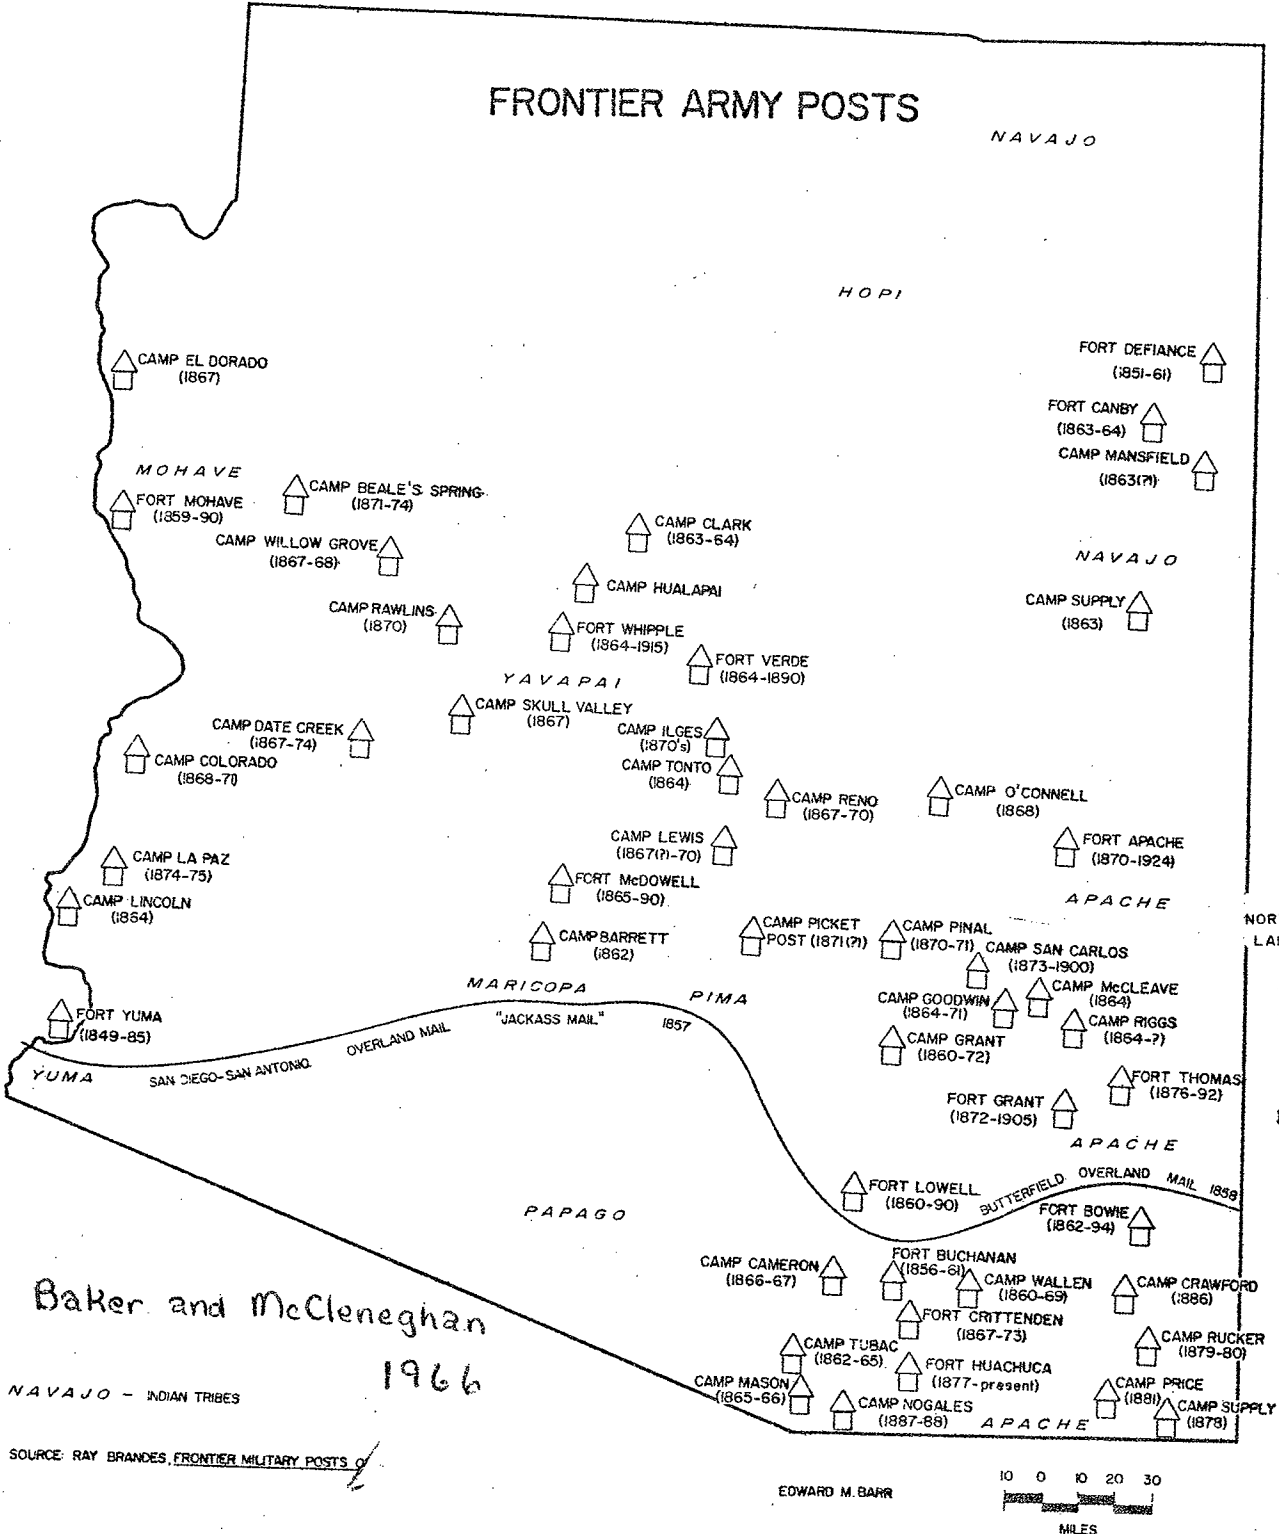 FRONTIER ARMY POSTS
NAVAJO
HOPI
FORT DEFIANCE
(1851-61)
CAMP EL DORADO
(1867)
FORT CANBY
(1863-64)
CAMP MANSFIELD
(1863(?))
MOHAVE
CAMP BEALE'S SPRING
(1871-74)
FORT MOHAVE
(1859-90)
CAMP CLARK
(1863-64)
CAMP WILLOW GROVE
(1867-68)
NAVAJO
CAMP HUALAPAI
CAMP SUPPLY
(1863)
CAMP RAWLINS
(1870)
FORT WHIPPLE
(1864-1915)
FORT VERDE
(1864-1890)
YAVAPAI
CAMP SKULL VALLEY
(1867)
CAMP DATE CREEK
(1867-74)
CAMP ILGES
(1870's)
CAMP COLORADO
(1868-71)
CAMP TONTO
(1864)
CAMP RENO
(1867-70)
CAMP O'CONNELL
(1868)
CAMP LEWIS
(1867(?)-70)
FORT APACHE
(1870-1924)
CAMP LA PAZ
(1874-75)
FORT McDOWELL
(1865-90)
CAMP LINCOLN
(1864)
APACHE
NOR
CAMP PICKET
POST (1871(?))
CAMP PINAL
(1870-71)
CAMP BARRETT
(1862)
CAMP SAN CARLOS
(1873-1900)
MARICOPA
PIMA
CAMP McCLEAVE
(1864)
CAMP GOODWIN
(1864-71)
FORT YUMA
(1849-85)
"JACKASS MAIL"
1857
CAMP RIGGS
(1864-?)
OVERLAND MAIL
CAMP GRANT
(1860-72)
YUMA
SAN DIEGO-SAN ANTONIO
FORT THOMAS
(1876-92)
FORT GRANT
(1872-1905)
APACHE
FORT LOWELL
(1860-90)
BUTTERFIELD OVERLAND MAIL 1858
PAPAGO
FORT BOWIE
(1862-94)
FORT BUCHANAN
(1856-61)
CAMP CAMERON
(1866-67)
CAMP WALLEN
(1860-69)
CAMP CRAWFORD
(1886)
Baker and McCleneghan
FORT CRITTENDEN
(1867-73)
CAMP TUBAC
(1862-65)
CAMP RUCKER
(1879-80)
FORT HUACHUCA
(1877-present)
1966
CAMP MASON
(1865-66)
CAMP PRICE
(1881)
NAVAJO - INDIAN TRIBES
CAMP NOGALES
(1887-88)
APACHE
CAMP SUPPLY
(1878)
SOURCE: RAY BRANDES, FRONTIER MILITARY POSTS O
EDWARD M. BARR
10 0 10 20 30
MILES